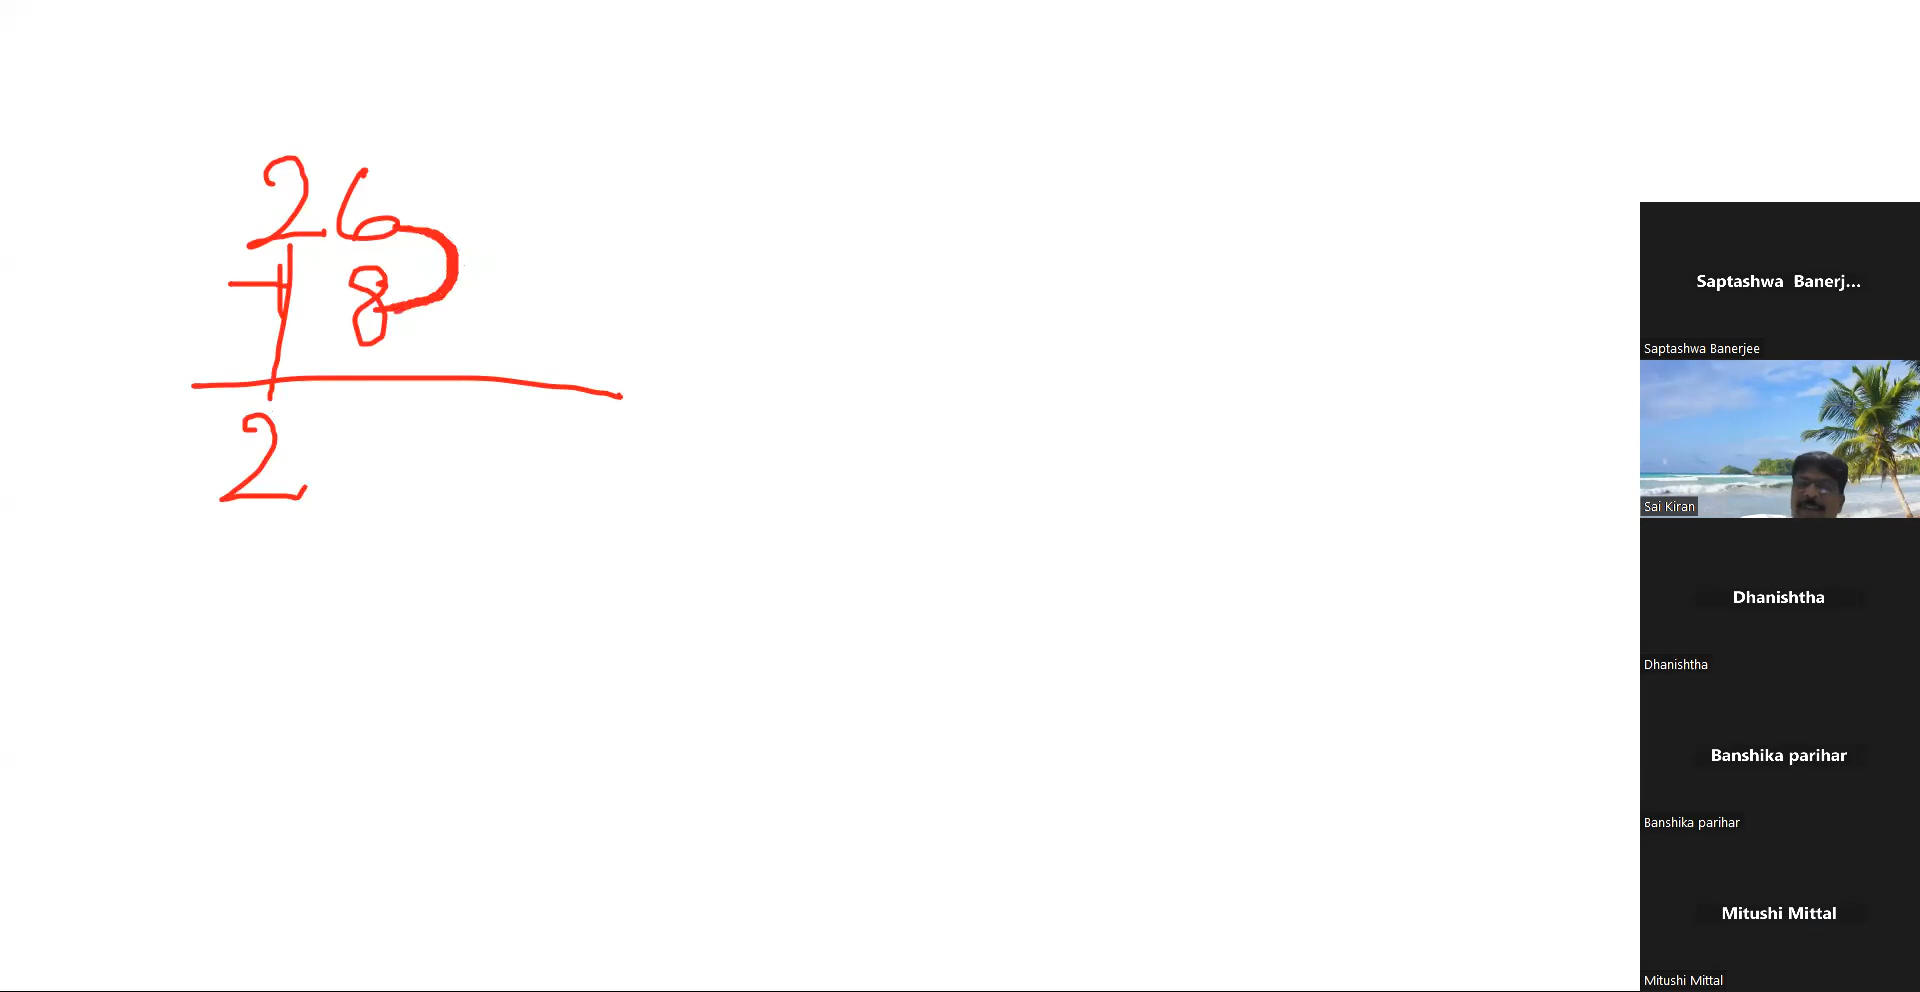 26
+ 8
2
Saptashwa Banerj...
Saptashwa Banerjee
Sai Kiran
Dhanishtha
Dhanishtha
Banshika parihar
Banshika parihar
Mitushi Mittal
Mitushi Mittal